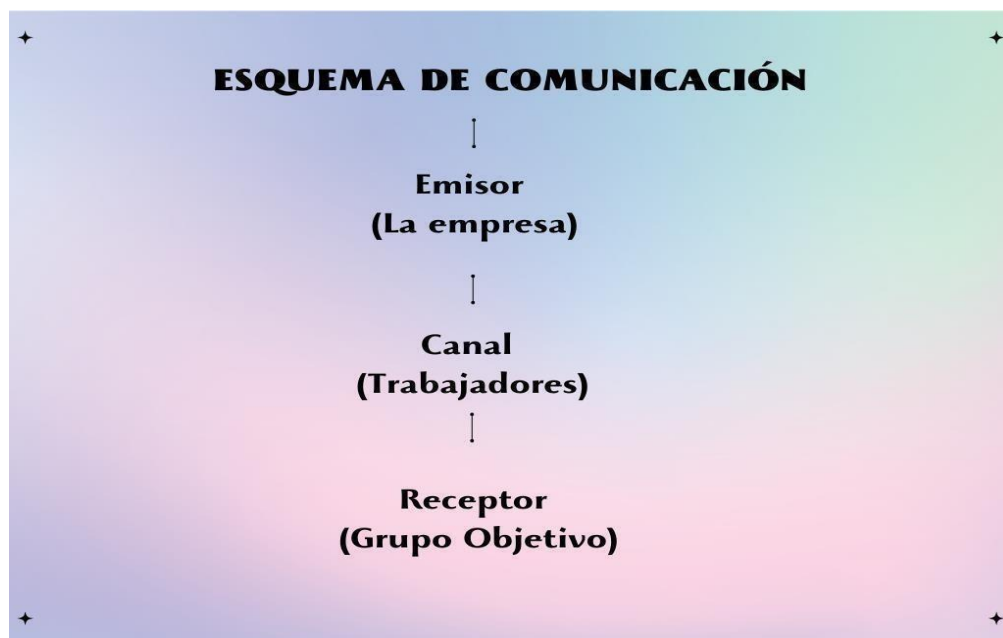 ESQUEMA DE COMUNICACIÓN
Emisor
(La empresa)
Canal
(Trabajadores)
Receptor
(Grupo Objetivo)